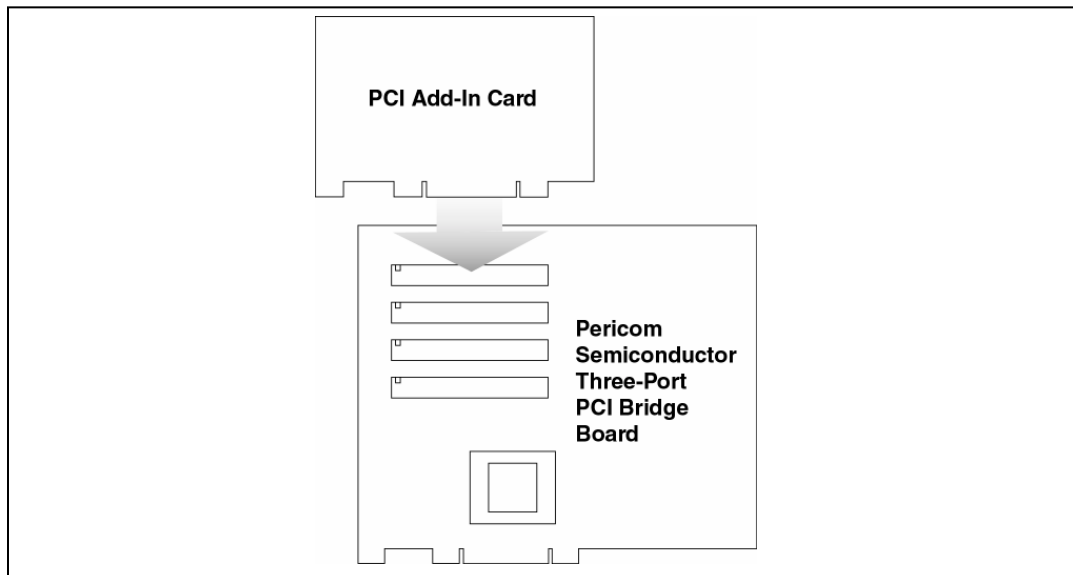 PCI Add-In Card
Pericom
Semiconductor
Three-Port
PCI Bridge
Board